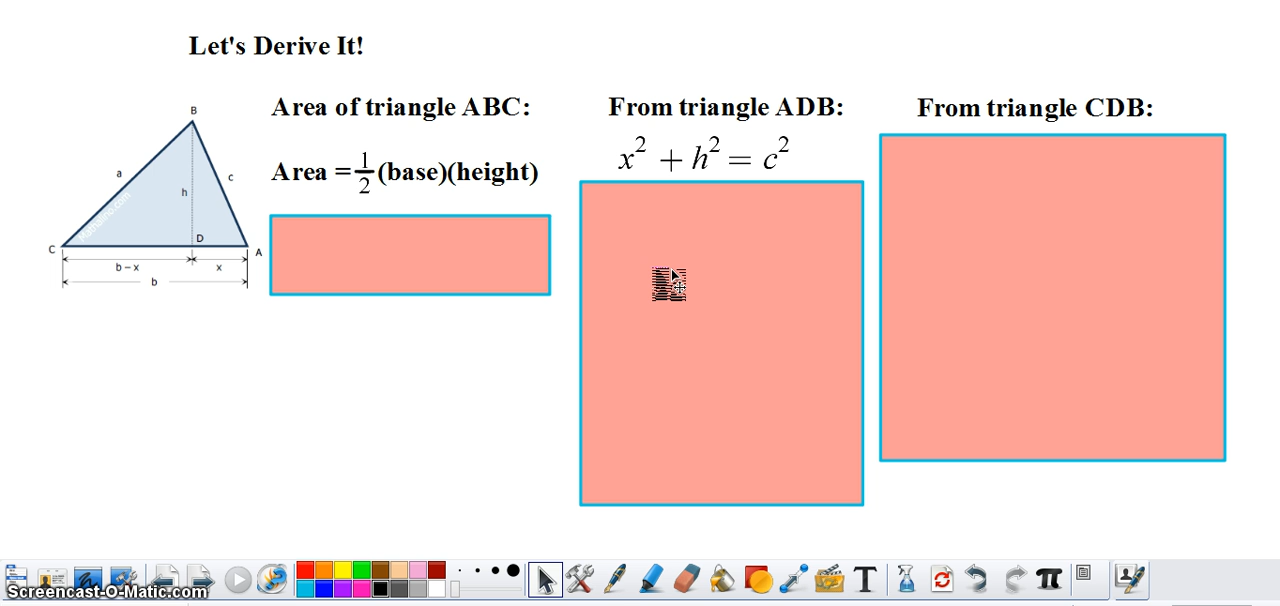 Let's Derive It!
Area of triangle ABC:
Area = 1/2 (base)(height)
From triangle ADB:
x² + h² = c²
From triangle CDB:
B
a
c
h
D
C
A
b – x
x
b
T
π
Screencast-O-Matic.com